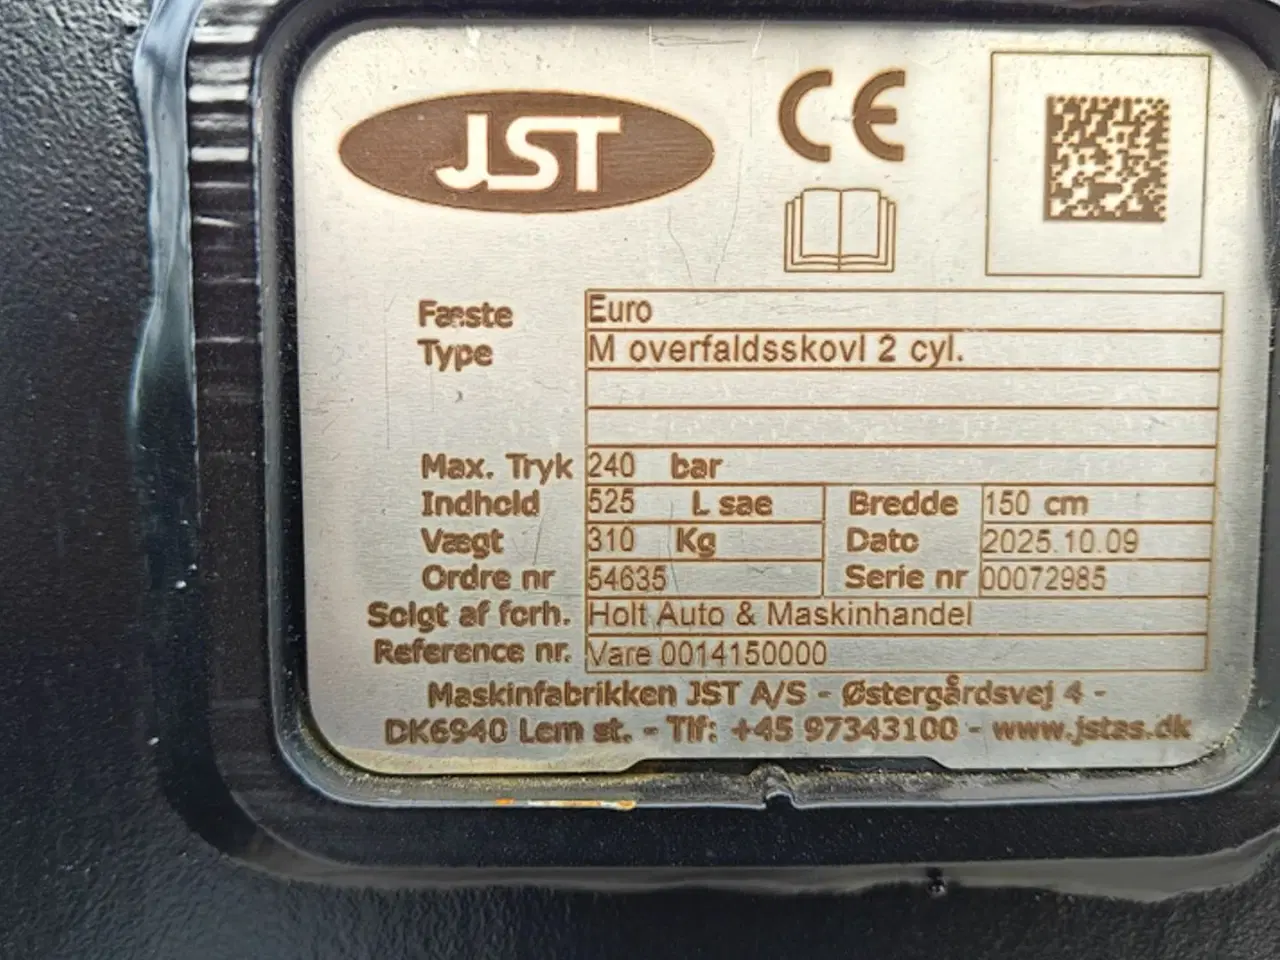 JST
CE
Fæste Euro
Type M overfaldsskovl 2 cyl.
Max. Tryk 240 bar
Indhold 525 L sae Bredde 150 cm
Vægt 310 Kg Dato 2025.10.09
Ordre nr 54635 Serie nr 00072985
Solgt af forh. Holt Auto & Maskinhandel
Reference nr. Vare 0014150000
Maskinfabrikken JST A/S - Østergårdsvej 4 -
DK6940 Lem st. - Tlf: +45 97343100 - www.jstas.dk